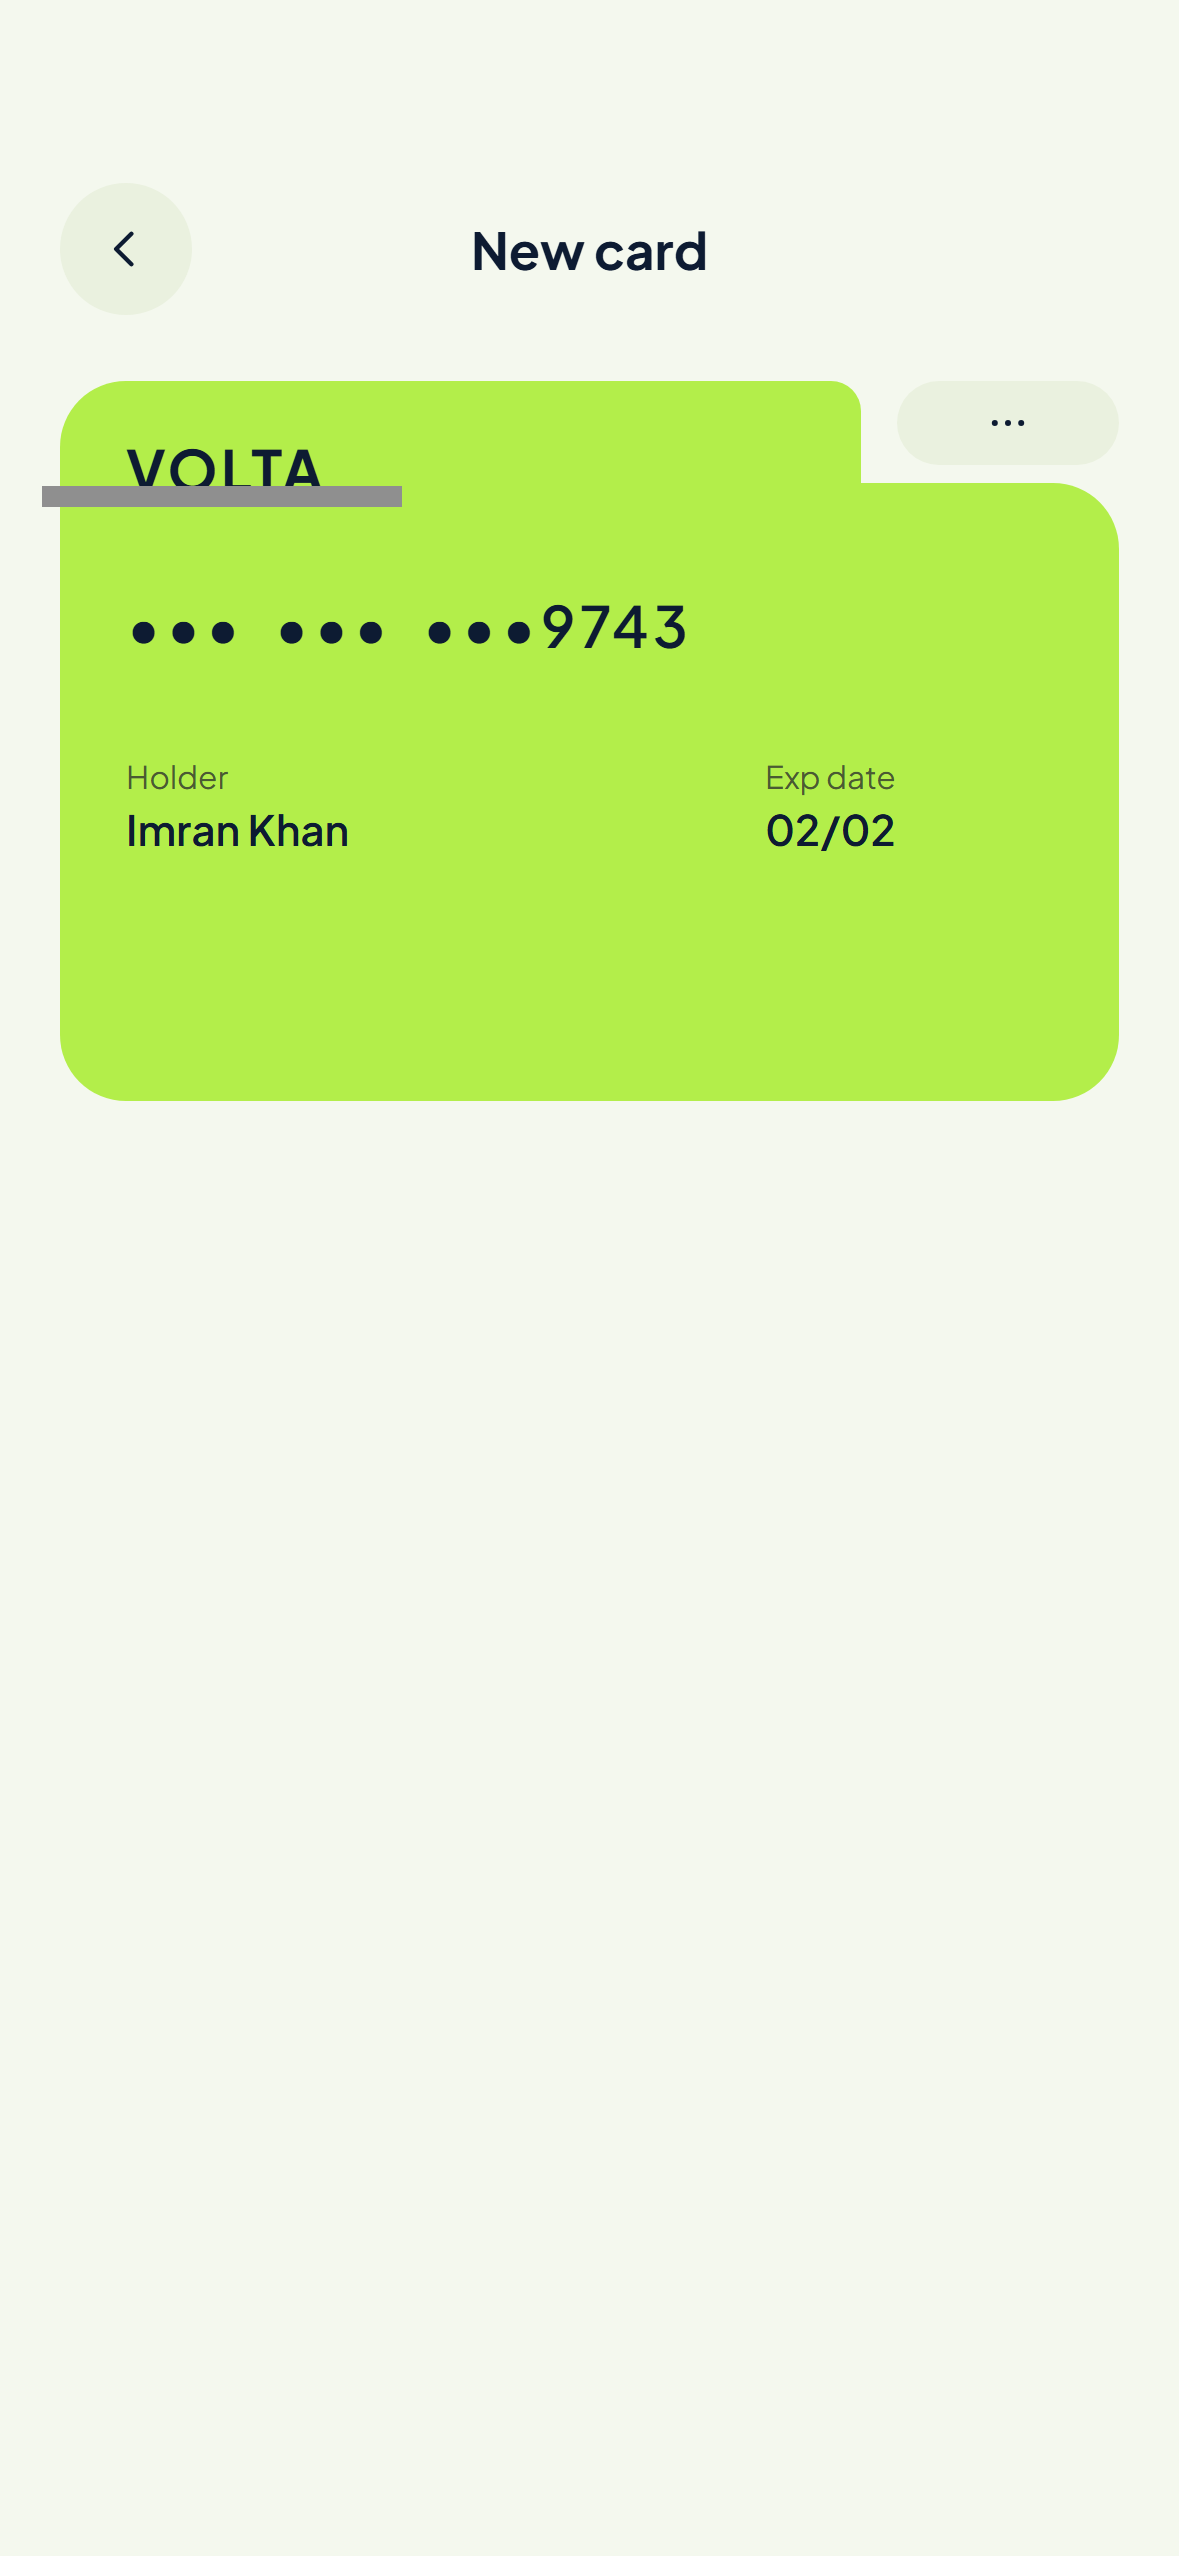 New card
VOLTA
••• ••• •••9743
Holder
Exp date
Imran Khan
02/02